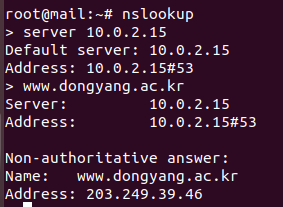 root@mail:~# nslookup
> server 10.0.2.15
Default server: 10.0.2.15
Address: 10.0.2.15#53
> www.dongyang.ac.kr
Server:         10.0.2.15
Address:        10.0.2.15#53

Non-authoritative answer:
Name:   www.dongyang.ac.kr
Address: 203.249.39.46